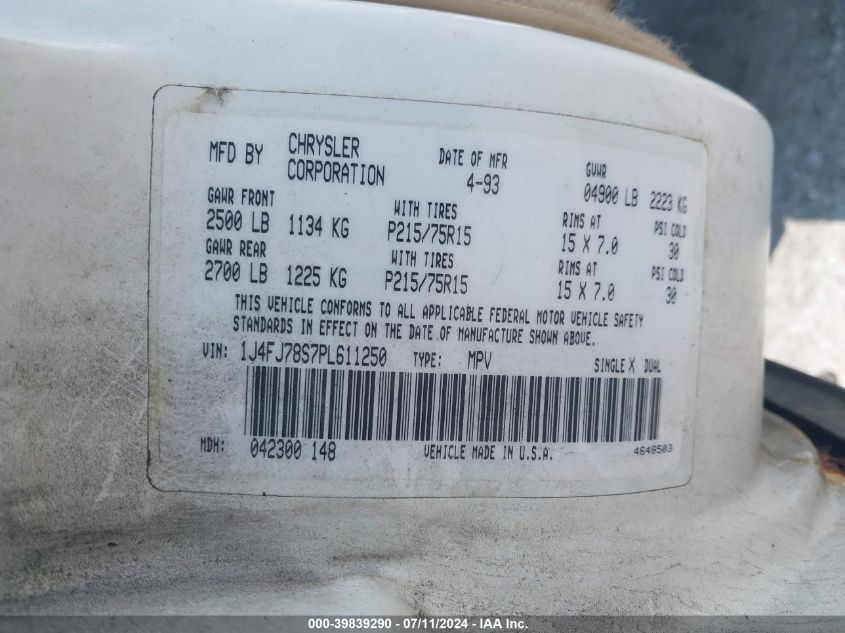 MFD BY CHRYSLER CORPORATION DATE OF MFR 4-93 GVWR 04900 LB 2223 KG
GAWR FRONT WITH TIRES RIMS AT PSI COLD
2500 LB 1134 KG P215/75R15 15 X 7.0 30
GAWR REAR WITH TIRES RIMS AT PSI COLD
2700 LB 1225 KG P215/75R15 15 X 7.0 30
THIS VEHICLE CONFORMS TO ALL APPLICABLE FEDERAL MOTOR VEHICLE SAFETY
STANDARDS IN EFFECT ON THE DATE OF MANUFACTURE SHOWN ABOVE.
VIN: 1J4FJ78S7PL611250 TYPE: MPV SINGLE X DUAL
MDH: 042300 148 VEHICLE MADE IN U.S.A. 4648503
000-39839290 - 07/11/2024 - IAA Inc.